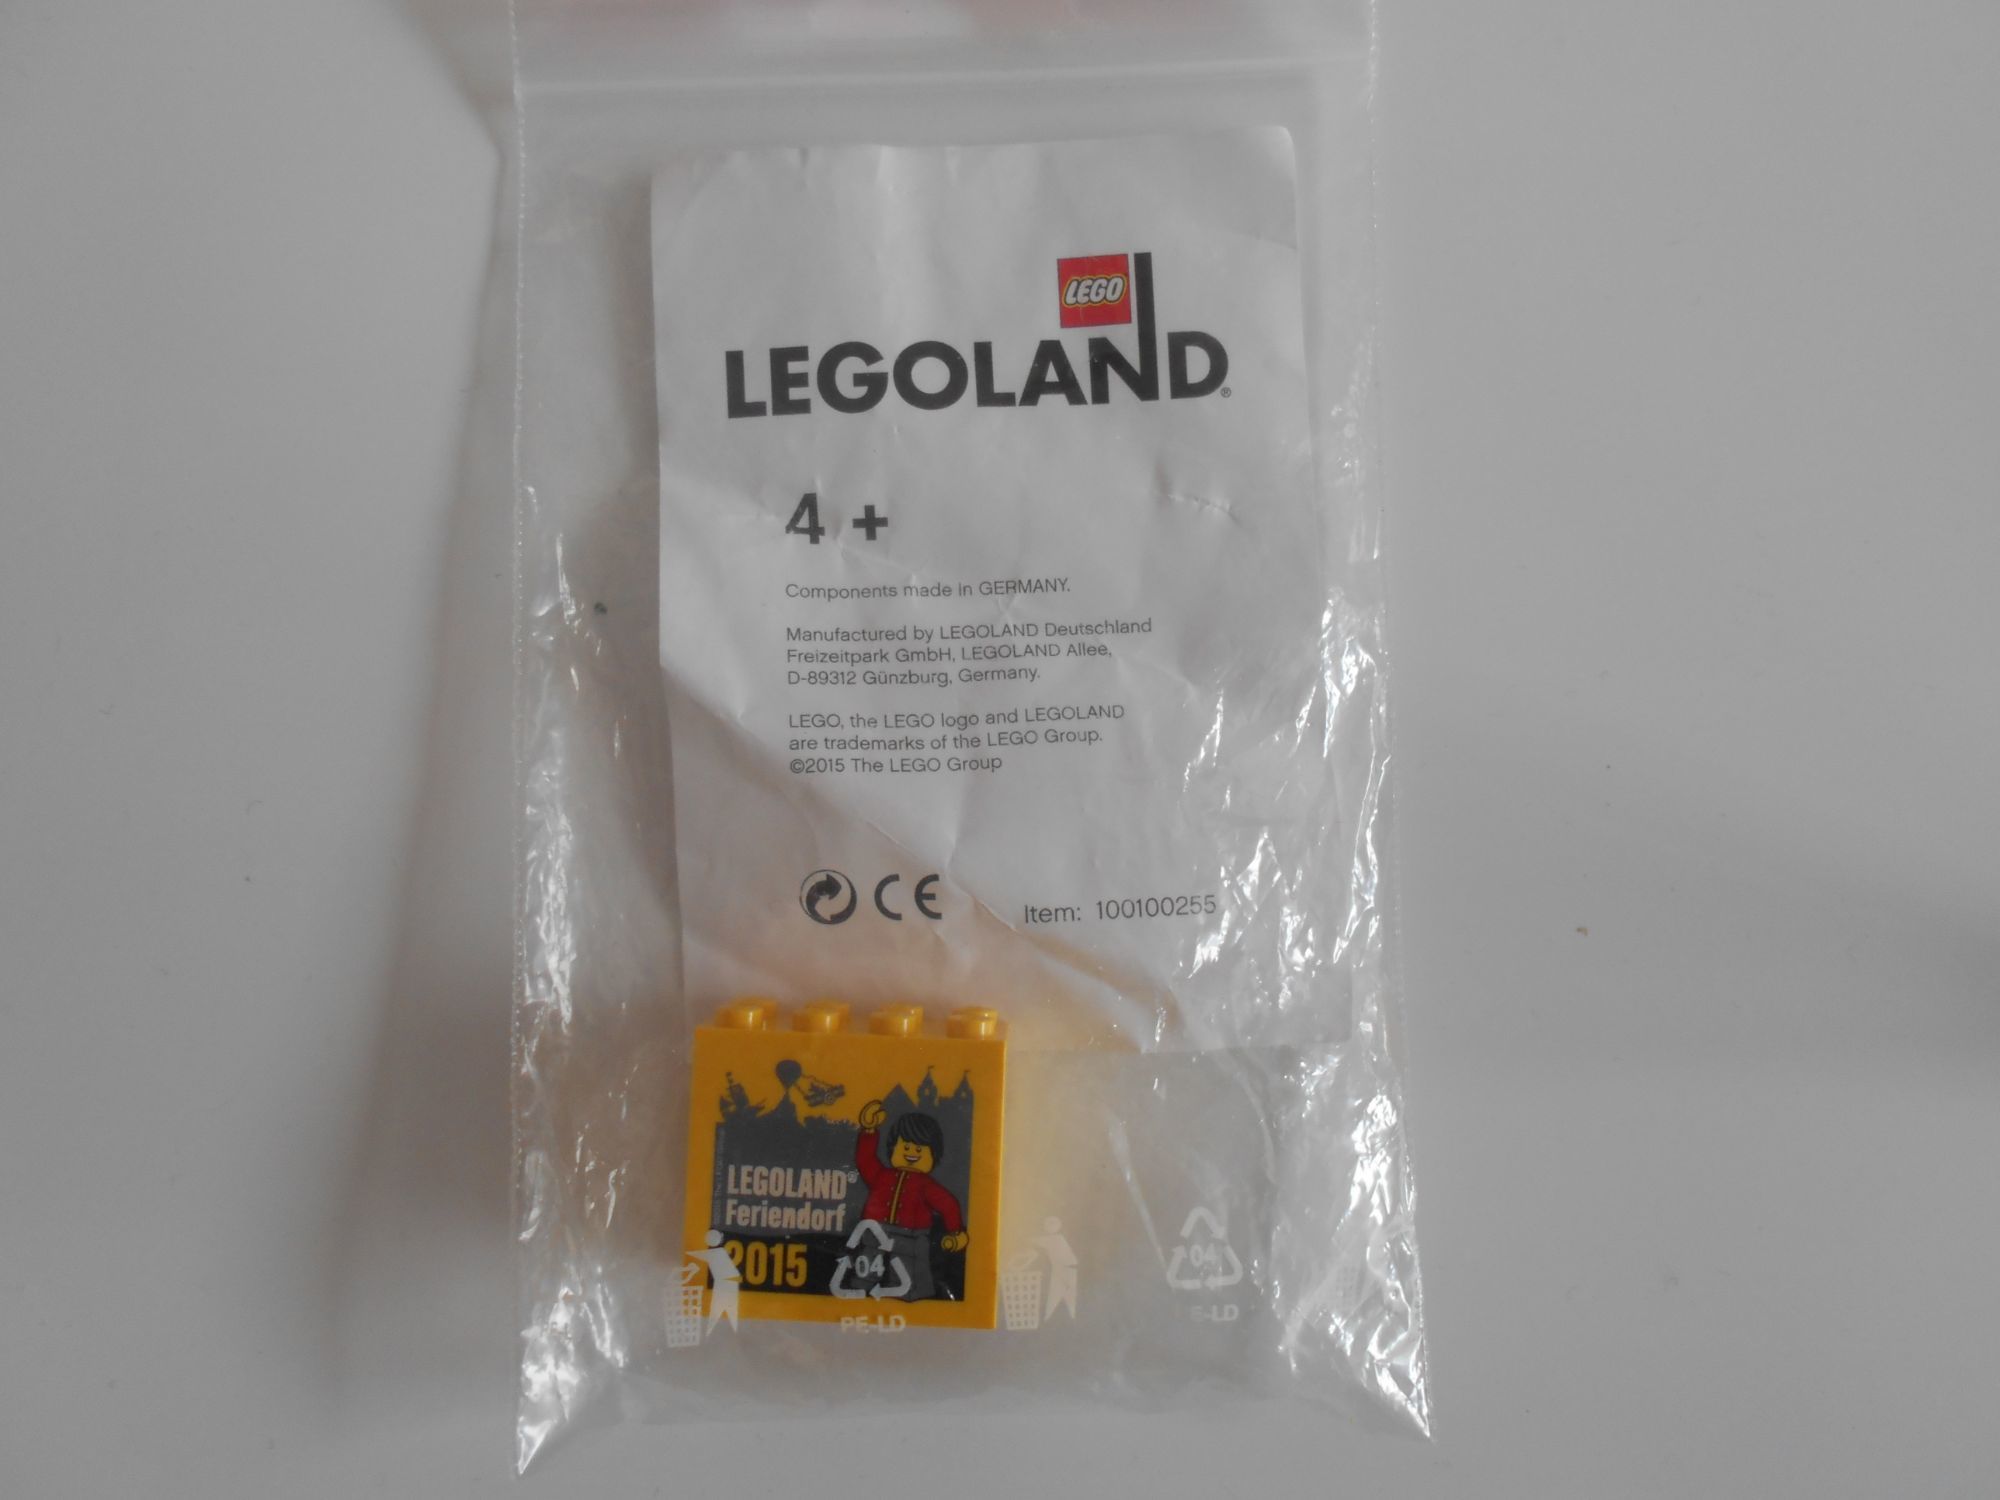 LEGO
LEGOLAND®
4 +
Components made in GERMANY.
Manufactured by LEGOLAND Deutschland
Freizeitpark GmbH, LEGOLAND Allee,
D-89312 Günzburg, Germany.
LEGO, the LEGO logo and LEGOLAND
are trademarks of the LEGO Group.
©2015 The LEGO Group
CE
Item: 100100255
LEGOLAND®
Feriendorf
2015
04
04
PE-LD
E-LD